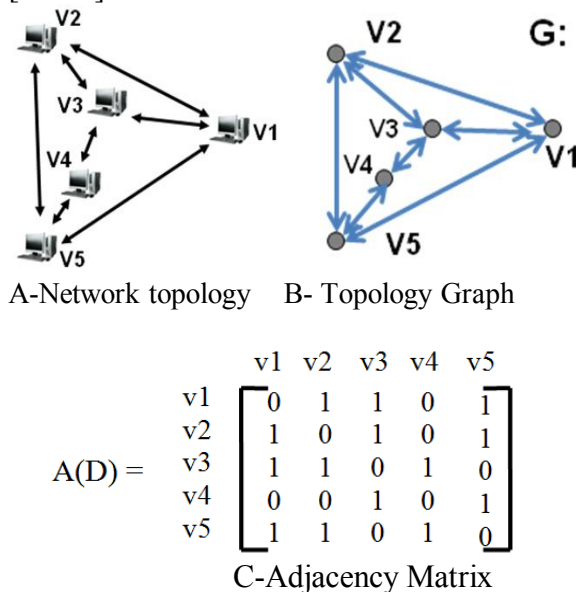 V2
V3
V1
V4
V5
A-Network topology
V2
G:
V3
V1
V4
V5
B- Topology Graph
v1 v2 v3 v4 v5
v1 0 1 1 0 1
v2 1 0 1 0 1
A(D) = v3 1 1 0 1 0
v4 0 0 1 0 1
v5 1 1 0 1 0
C-Adjacency Matrix